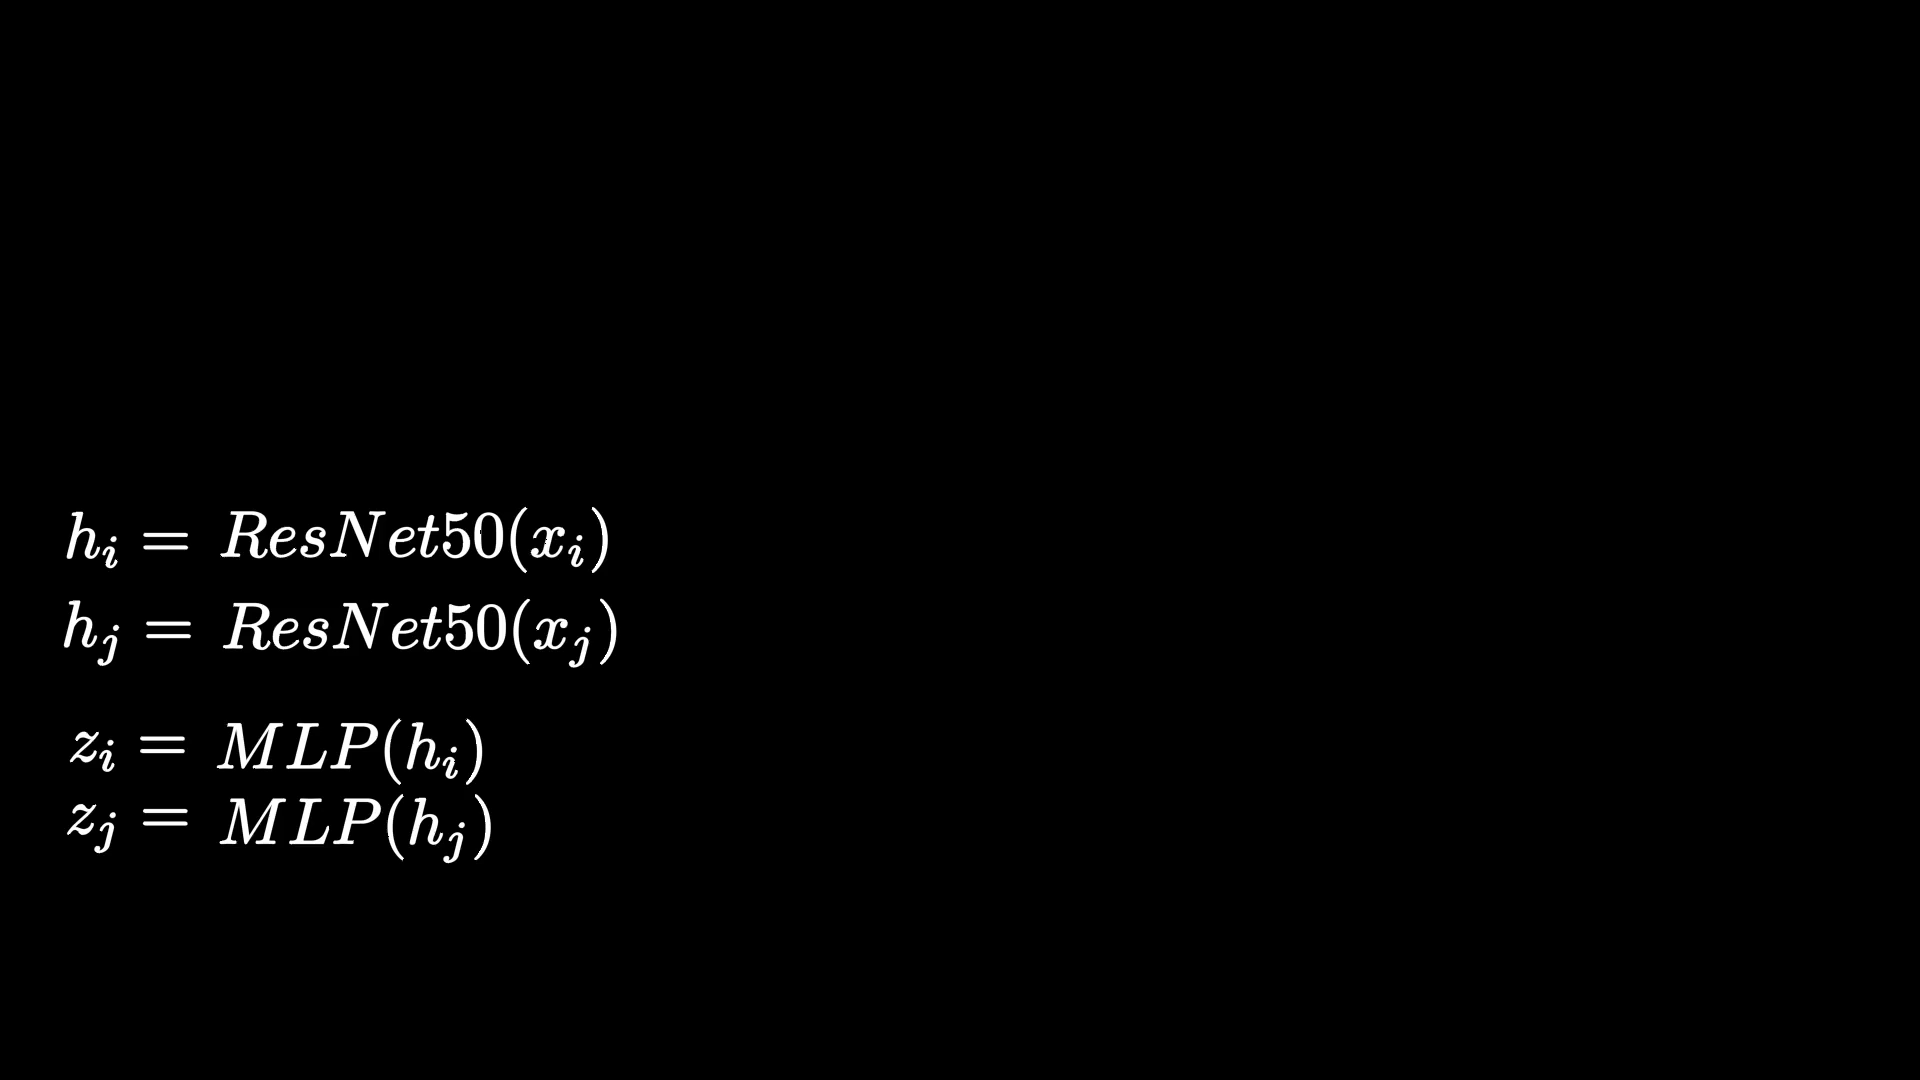 h_i = ResNet50(x_i)
h_j = ResNet50(x_j)
z_i = MLP(h_i)
z_j = MLP(h_j)